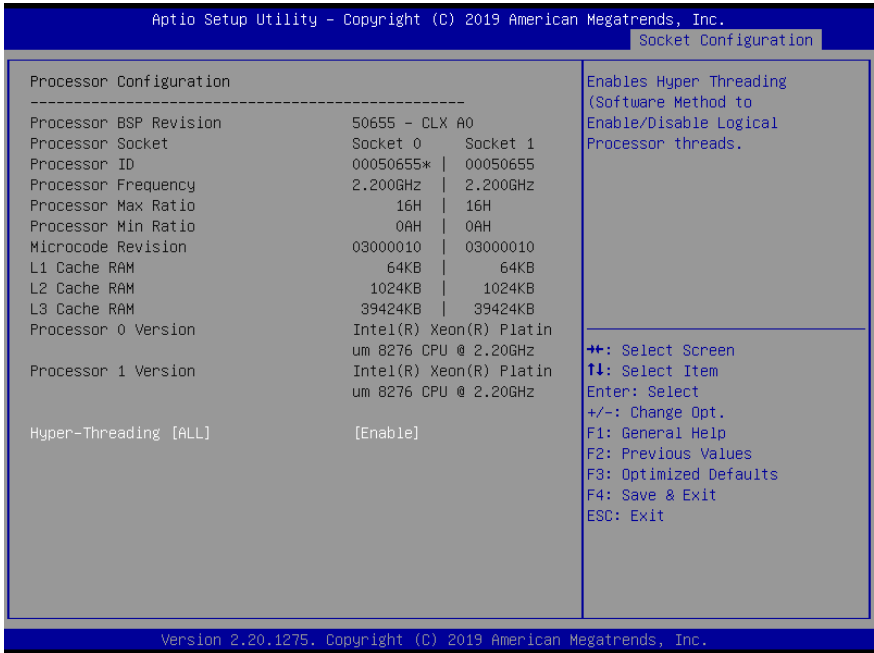 Aptio Setup Utility – Copyright (C) 2019 American Megatrends, Inc.
Socket Configuration
Processor Configuration
--------------------------------------------------
Processor BSP Revision 50655 – CLX A0
Processor Socket Socket 0 Socket 1
Processor ID 00050655* | 00050655
Processor Frequency 2.200GHz | 2.200GHz
Processor Max Ratio 16H | 16H
Processor Min Ratio 0AH | 0AH
Microcode Revision 03000010 | 03000010
L1 Cache RAM 64KB | 64KB
L2 Cache RAM 1024KB | 1024KB
L3 Cache RAM 39424KB | 39424KB
Processor 0 Version Intel(R) Xeon(R) Platin
um 8276 CPU @ 2.20GHz
Processor 1 Version Intel(R) Xeon(R) Platin
um 8276 CPU @ 2.20GHz
Hyper-Threading [ALL] [Enable]
Enables Hyper Threading
(Software Method to
Enable/Disable Logical
Processor threads.
→←: Select Screen
↑↓: Select Item
Enter: Select
+/-: Change Opt.
F1: General Help
F2: Previous Values
F3: Optimized Defaults
F4: Save & Exit
ESC: Exit
Version 2.20.1275. Copyright (C) 2019 American Megatrends, Inc.